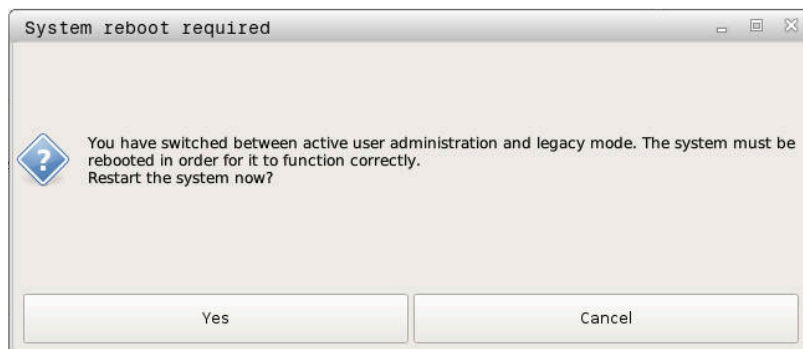 System reboot required
You have switched between active user administration and legacy mode. The system must be
rebooted in order for it to function correctly.
Restart the system now?
Yes
Cancel